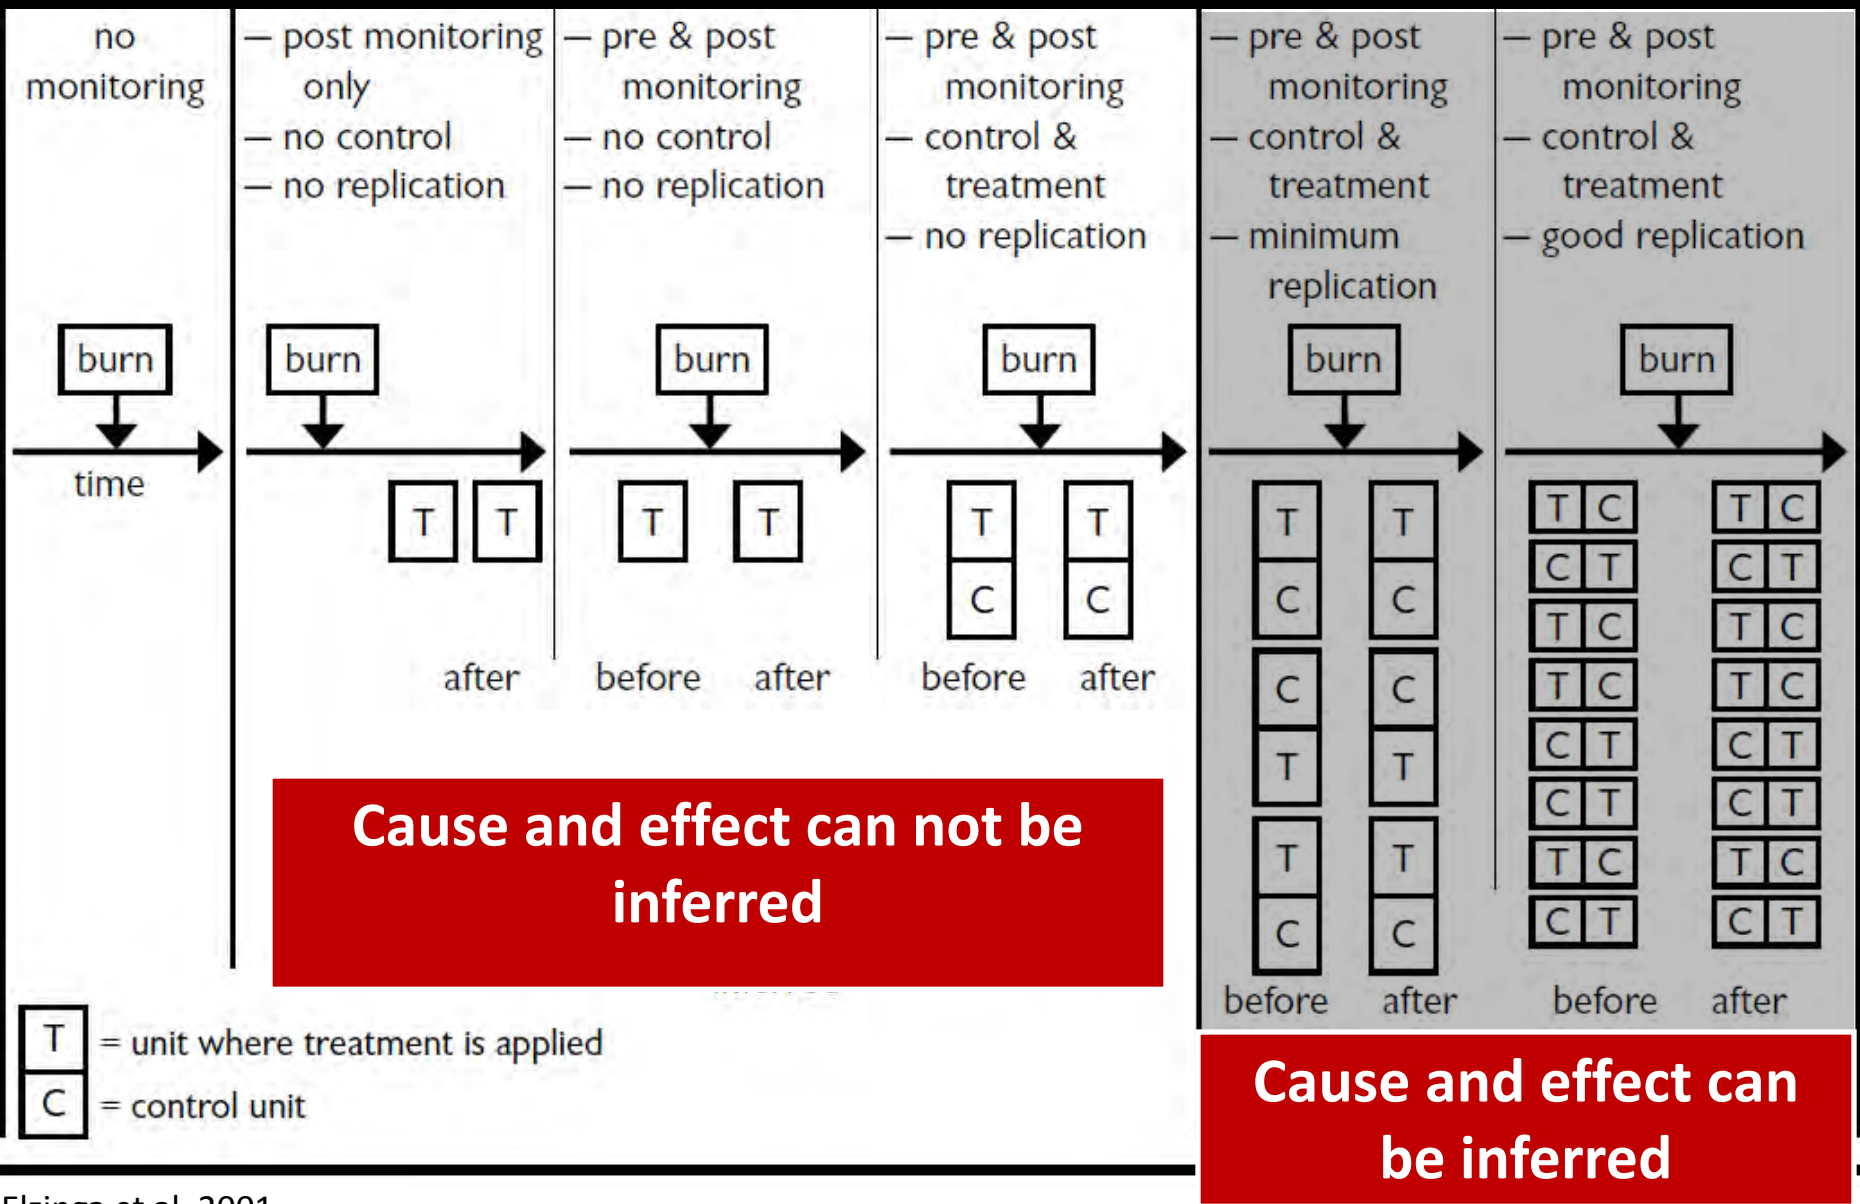 no
monitoring
— post monitoring
only
— no control
— no replication
— pre & post
monitoring
— no control
— no replication
— pre & post
monitoring
— control &
treatment
— no replication
— pre & post
monitoring
— control &
treatment
— minimum
replication
— pre & post
monitoring
— control &
treatment
— good replication
burn
burn
burn
burn
burn
burn
time
T T
after
T T
before after
T T
C C
before after
T T
C C
C C
T T
T T
C C
before after
T C T C
C T C T
T C T C
T C T C
C T C T
C T C T
T C T C
C T C T
before after
Cause and effect can not be
inferred
Cause and effect can
be inferred
T = unit where treatment is applied
C = control unit
et al. 2001